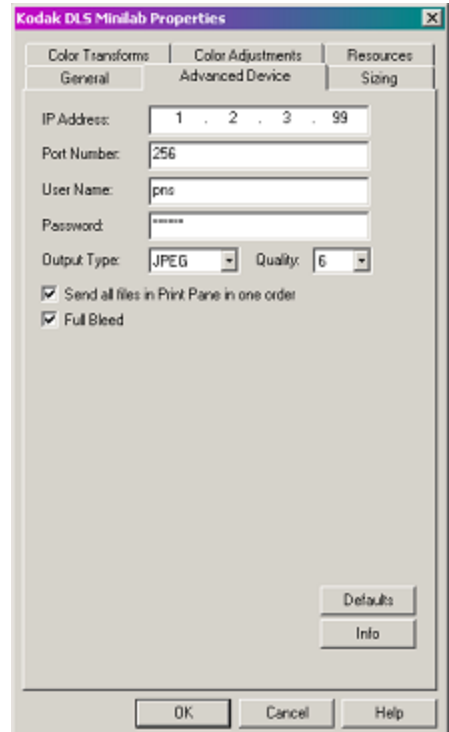 Kodak DLS Minilab Properties
Color Transforms Color Adjustments Resources
General Advanced Device Sizing
IP Address: 1 . 2 . 3 . 99
Port Number: 256
User Name: pns
Password:
Output Type: JPEG Quality: 6
Send all files in Print Pane in one order
Full Bleed
Defaults
Info
OK Cancel Help